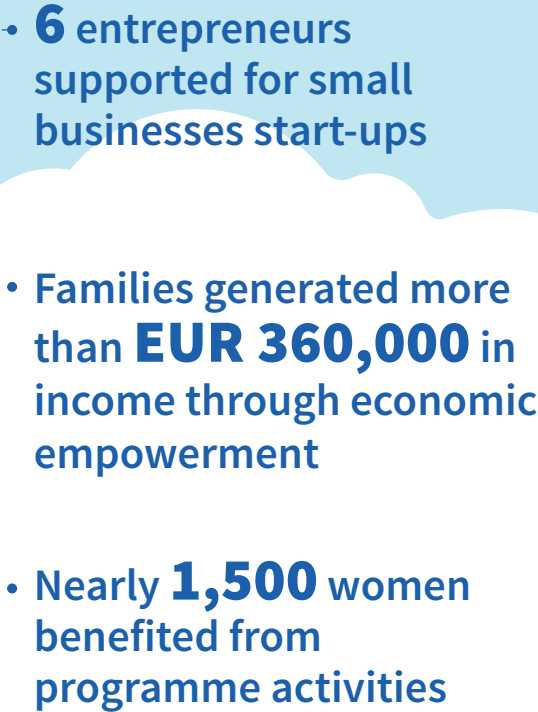 • 6 entrepreneurs
supported for small
businesses start-ups
• Families generated more
than EUR 360,000 in
income through economic
empowerment
• Nearly 1,500 women
benefited from
programme activities